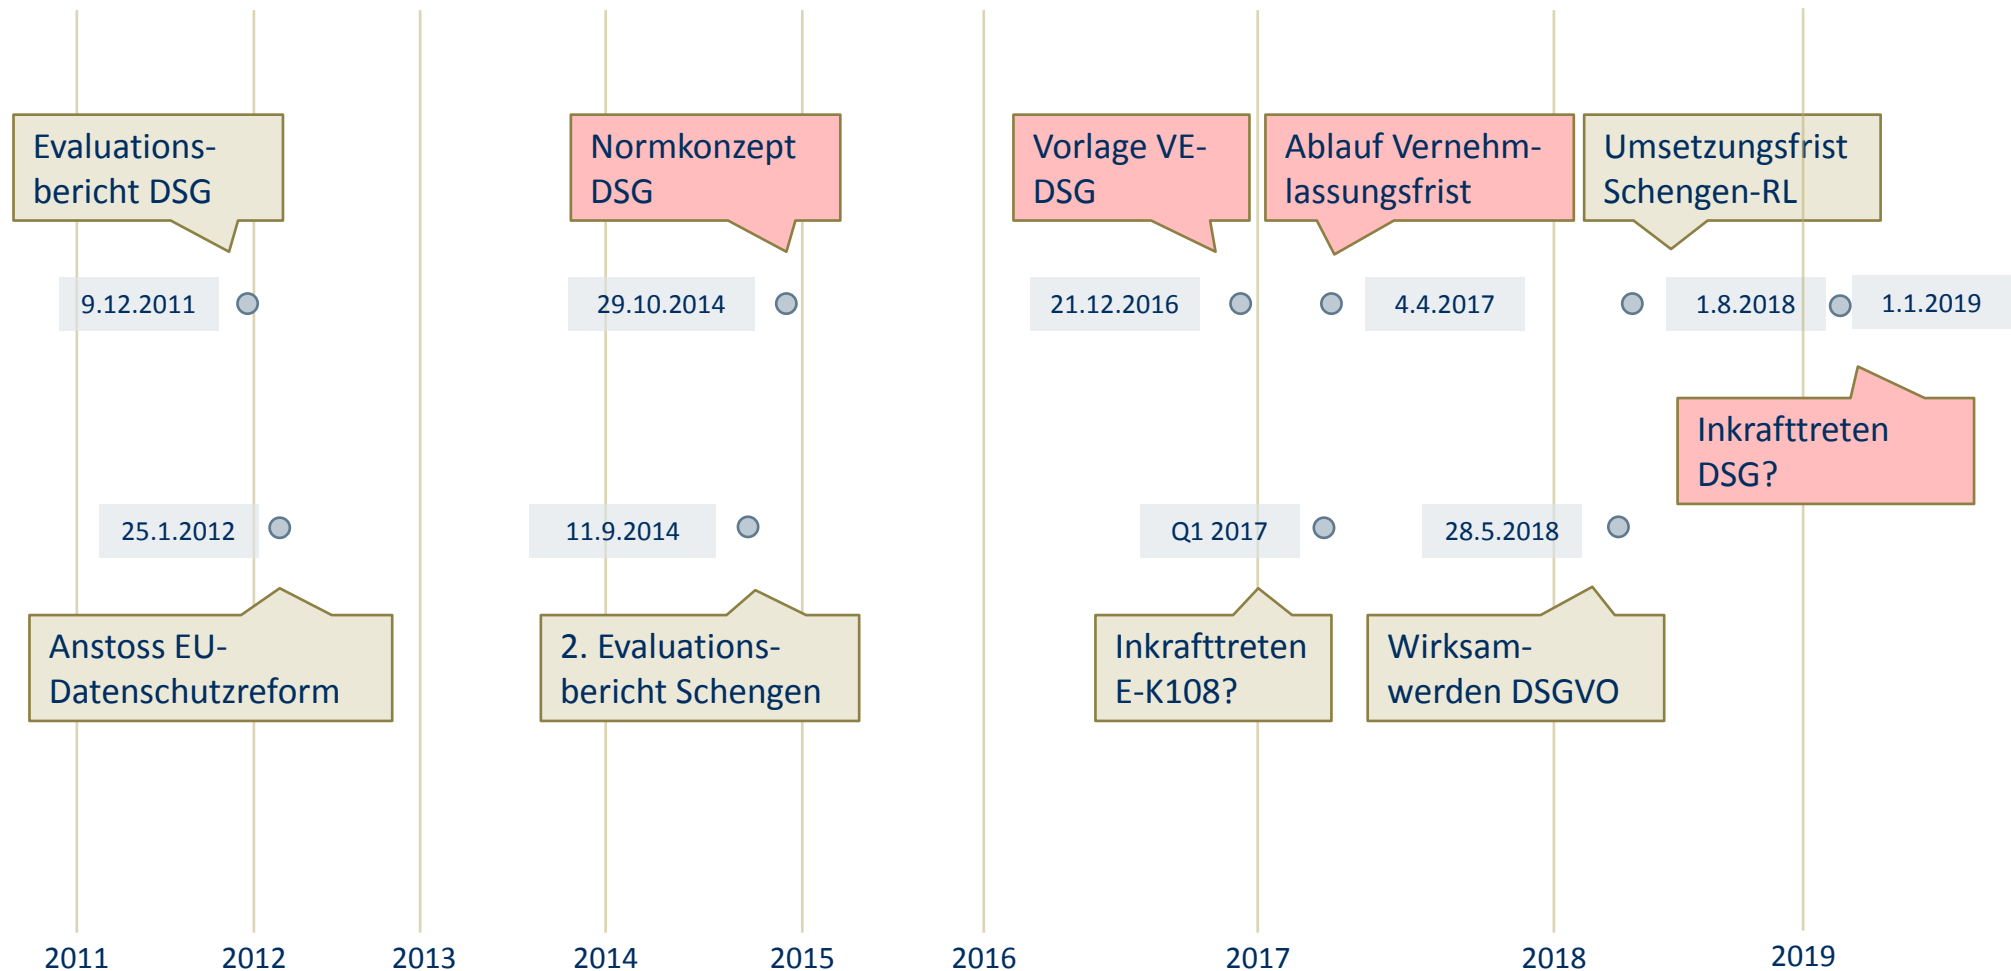 Evaluations-
bericht DSG
Normkonzept
DSG
Vorlage VE-
DSG
Ablauf Vernehm-
lassungsfrist
Umsetzungsfrist
Schengen-RL
9.12.2011
29.10.2014
21.12.2016
4.4.2017
1.8.2018
1.1.2019
Inkrafttreten
DSG?
25.1.2012
11.9.2014
Q1 2017
28.5.2018
Anstoss EU-
Datenschutzreform
2. Evaluations-
bericht Schengen
Inkrafttreten
E-K108?
Wirksam-
werden DSGVO
2011
2012
2013
2014
2015
2016
2017
2018
2019